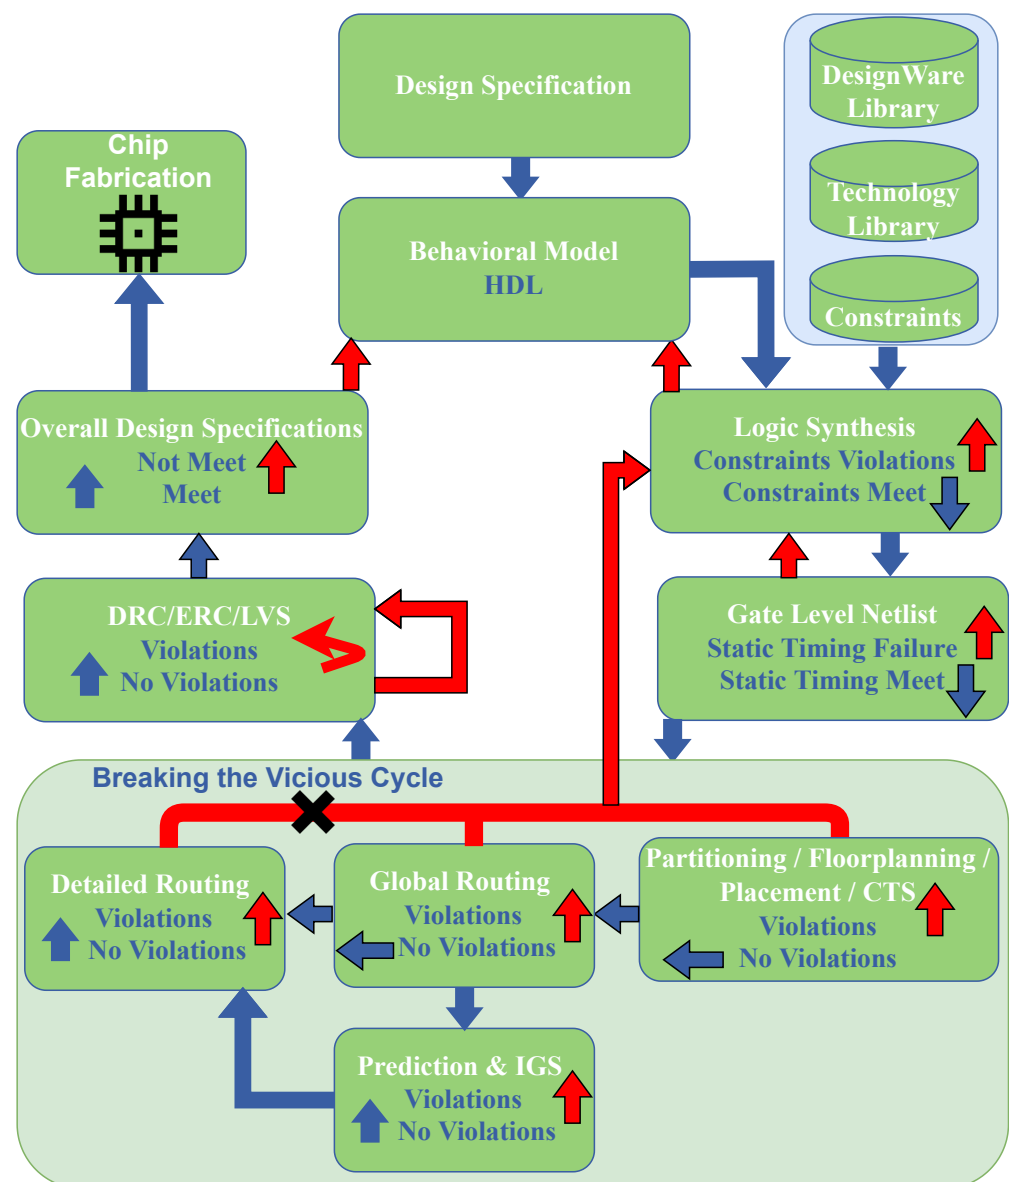 Design Specification
DesignWare
Library
Technology
Library
Constraints
Chip
Fabrication
Behavioral Model
HDL
Overall Design Specifications
Not Meet
Meet
Logic Synthesis
Constraints Violations
Constraints Meet
DRC/ERC/LVS
Violations
No Violations
Gate Level Netlist
Static Timing Failure
Static Timing Meet
Breaking the Vicious Cycle
Detailed Routing
Violations
No Violations
Global Routing
Violations
No Violations
Partitioning / Floorplanning /
Placement / CTS
Violations
No Violations
Prediction & IGS
Violations
No Violations